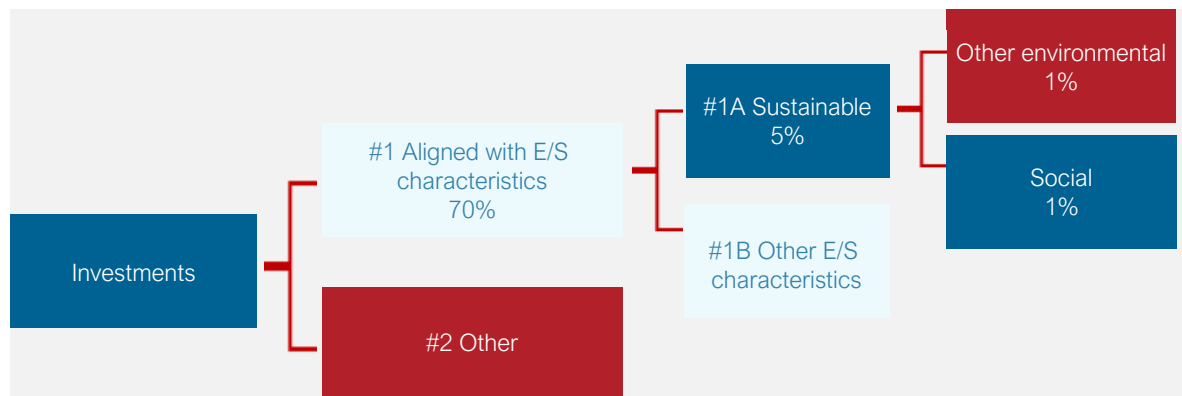 Investments
#1 Aligned with E/S
characteristics
70%
#2 Other
#1A Sustainable
5%
#1B Other E/S
characteristics
Other environmental
1%
Social
1%